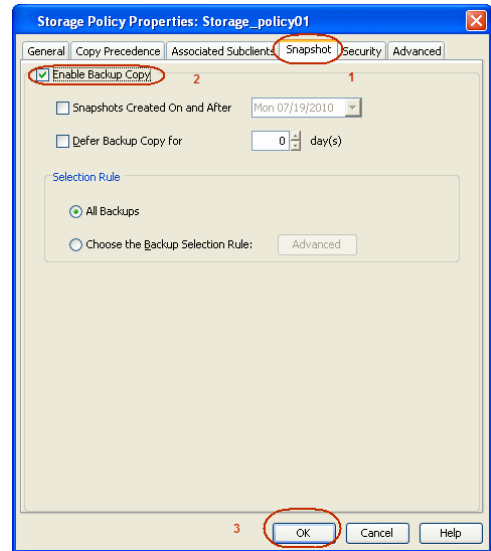 Storage Policy Properties: Storage_policy01
General Copy Precedence Associated Subclients Snapshot Security Advanced
Enable Backup Copy 2 1
Snapshots Created On and After Mon 07/19/2010
Defer Backup Copy for 0 day(s)
Selection Rule
All Backups
Choose the Backup Selection Rule: Advanced
3 OK Cancel Help